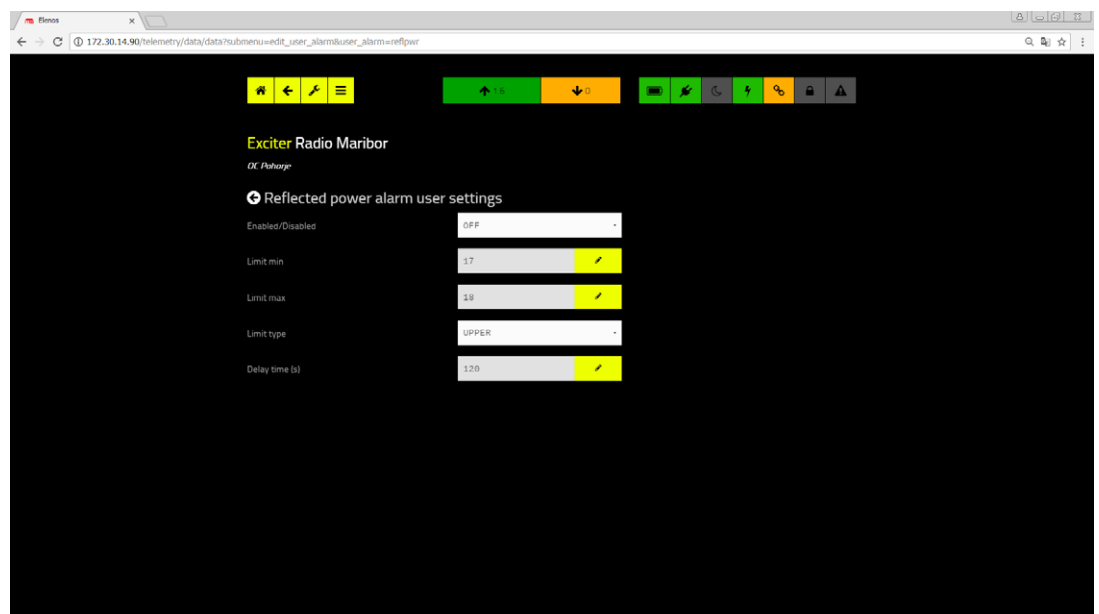 Elenos
172.30.14.90/telemetry/data/data?submenu=edit_user_alarm&user_alarm=reflpwr
16 0
Exciter Radio Maribor
OC Pohorje
Reflected power alarm user settings
Enabled/Disabled OFF
Limit min 17
Limit max 18
Limit type UPPER
Delay time (s) 120